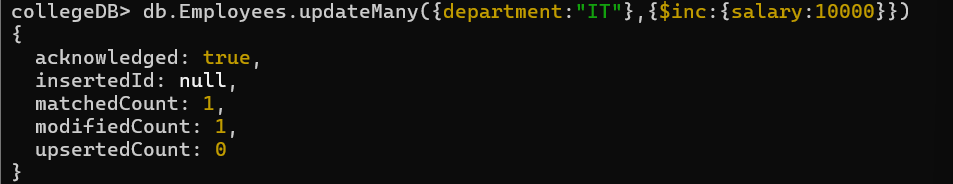 collegeDB> db.Employees.updateMany({department:"IT"},{$inc:{salary:10000}})
{
  acknowledged: true,
  insertedId: null,
  matchedCount: 1,
  modifiedCount: 1,
  upsertedCount: 0
}